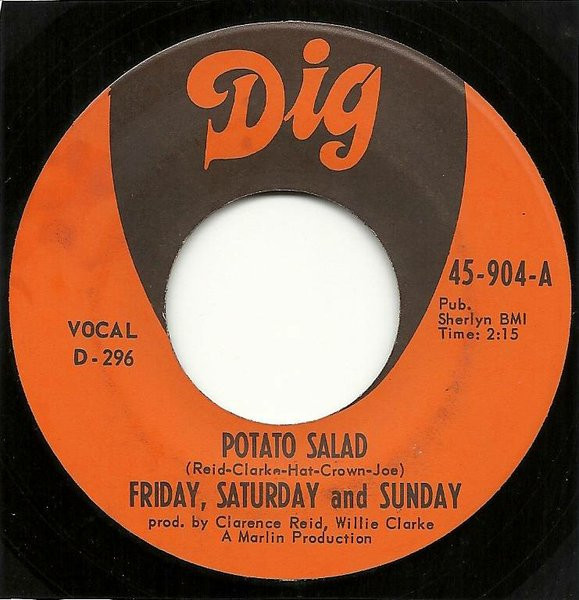 Dig
45-904-A
Pub.
Sherlyn BMI
Time: 2:15
VOCAL
D-296
POTATO SALAD
(Reid-Clarke-Hat-Crown-Joe)
FRIDAY, SATURDAY and SUNDAY
prod. by Clarence Reid, Willie Clarke
A Marlin Production